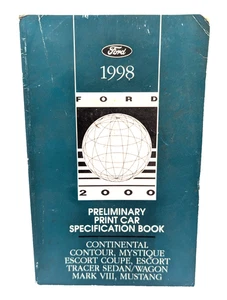 Ford
1998
FORD
2000
PRELIMINARY
PRINT CAR
SPECIFICATION BOOK
CONTINENTAL
CONTOUR, MYSTIQUE
ESCORT COUPE, ESCORT
TRACER SEDAN/WAGON
MARK VIII, MUSTANG